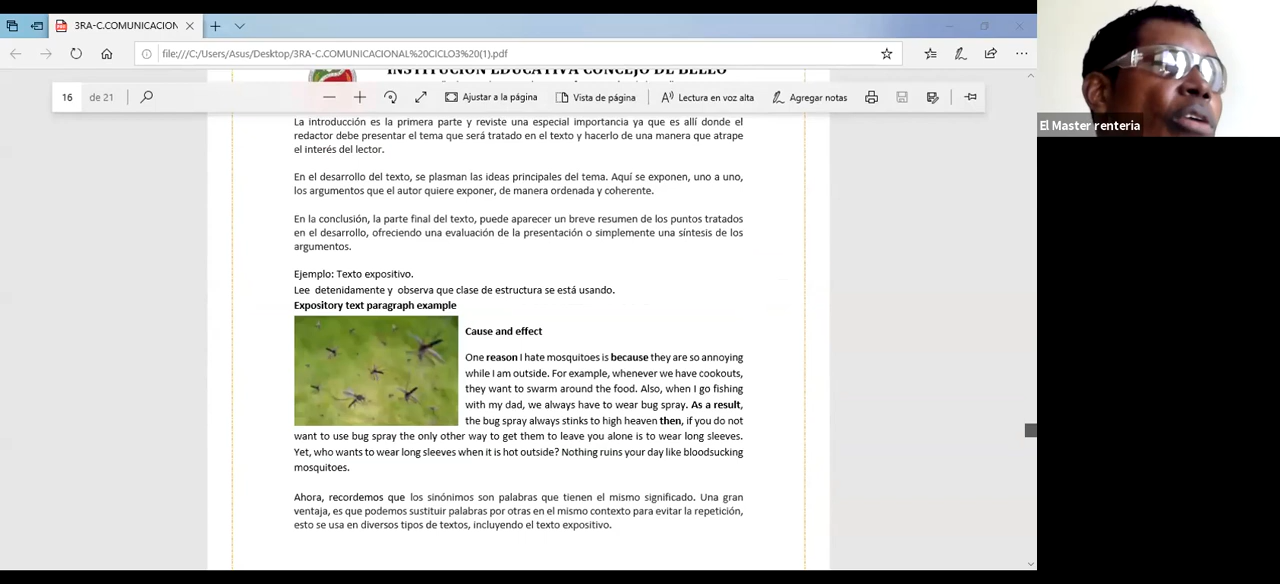 3RA-C.COMUNICACION
file:///C:/Users/Asus/Desktop/3RA-C.COMUNICACIONAL%20CICLO3%20(1).pdf
INSTITUCIÓN EDUCATIVA CONCEJO DE BELLO
16 de 21
Ajustar a la página
Vista de página
Lectura en voz alta
Agregar notas
El Master renteria
La introducción es la primera parte y reviste una especial importancia ya que es allí donde el
redactor debe presentar el tema que será tratado en el texto y hacerlo de una manera que atrape
el interés del lector.
En el desarrollo del texto, se plasman las ideas principales del tema. Aquí se exponen, uno a uno,
los argumentos que el autor quiere exponer, de manera ordenada y coherente.
En la conclusión, la parte final del texto, puede aparecer un breve resumen de los puntos tratados
en el desarrollo, ofreciendo una evaluación de la presentación o simplemente una síntesis de los
argumentos.
Ejemplo: Texto expositivo.
Lee detenidamente y observa que clase de estructura se está usando.
Expository text paragraph example
Cause and effect
One reason I hate mosquitoes is because they are so annoying
while I am outside. For example, whenever we have cookouts,
they want to swarm around the food. Also, when I go fishing
with my dad, we always have to wear bug spray. As a result,
the bug spray always stinks to high heaven then, if you do not
want to use bug spray the only other way to get them to leave you alone is to wear long sleeves.
Yet, who wants to wear long sleeves when it is hot outside? Nothing ruins your day like bloodsucking
mosquitoes.
Ahora, recordemos que los sinónimos son palabras que tienen el mismo significado. Una gran
ventaja, es que podemos sustituir palabras por otras en el mismo contexto para evitar la repetición,
esto se usa en diversos tipos de textos, incluyendo el texto expositivo.